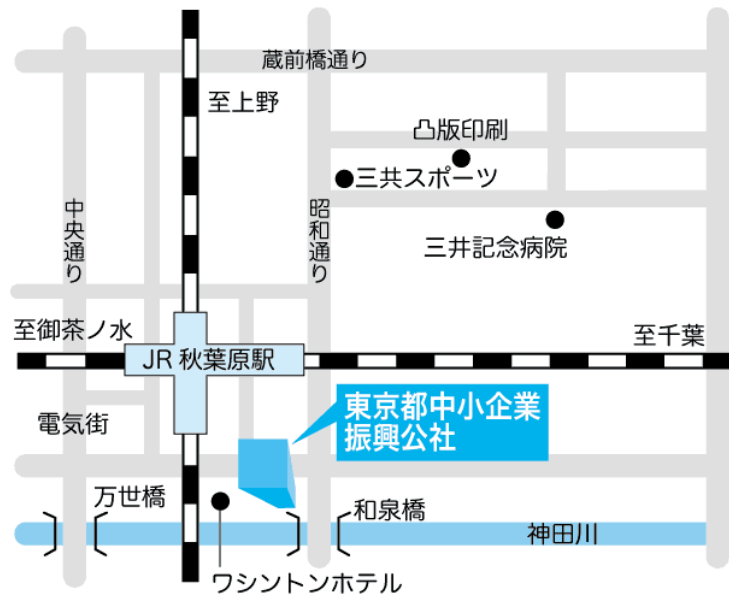 蔵前橋通り
至上野
凸版印刷
三共スポーツ
中央通り
昭和通り
三井記念病院
至御茶ノ水
至千葉
JR 秋葉原駅
電気街
東京都中小企業
振興公社
万世橋
和泉橋
神田川
ワシントンホテル